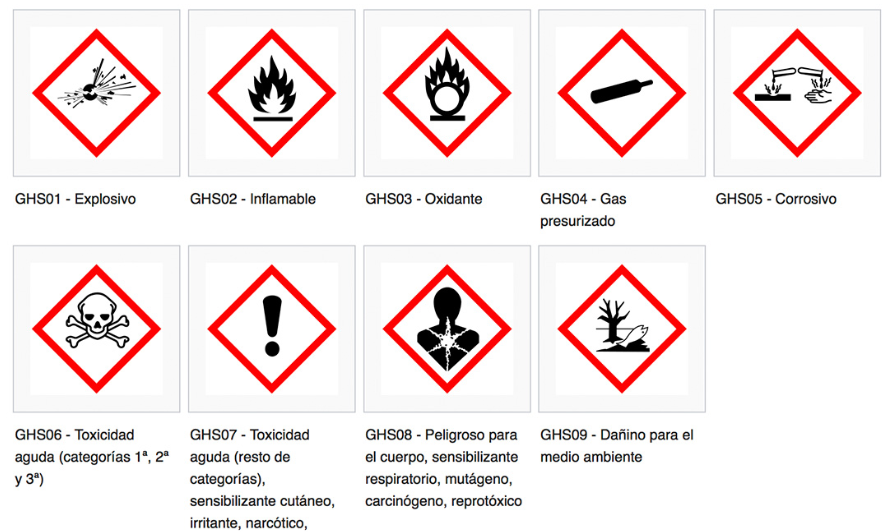 GHS01 - Explosivo
GHS02 - Inflamable
GHS03 - Oxidante
GHS04 - Gas
presurizado
GHS05 - Corrosivo
GHS06 - Toxicidad
aguda (categorías 1ª, 2ª
y 3ª)
GHS07 - Toxicidad
aguda (resto de
categorías),
sensibilizante cutáneo,
irritante, narcótico,
GHS08 - Peligroso para
el cuerpo, sensibilizante
respiratorio, mutágeno,
carcinógeno, reprotóxico
GHS09 - Dañino para el
medio ambiente